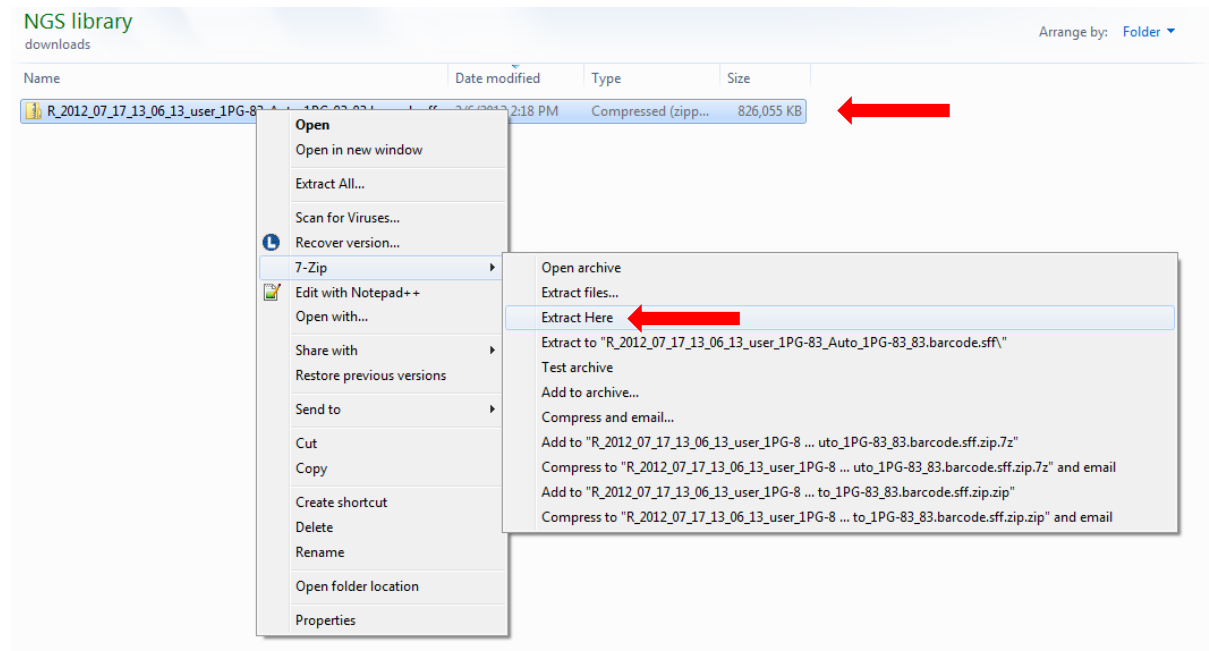 NGS library
downloads
Arrange by: Folder
Name Date modified Type Size
R_2012_07_17_13_06_13_user_1PG-83 2:18 PM Compressed (zipp... 826,055 KB
Open
Open in new window
Extract All...
Scan for Viruses...
Recover version...
7-Zip
Edit with Notepad++
Open with...
Share with
Restore previous versions
Send to
Cut
Copy
Create shortcut
Delete
Rename
Open folder location
Properties
Open archive
Extract files...
Extract Here
Extract to "R_2012_07_17_13_06_13_user_1PG-83_Auto_1PG-83_83.barcode.sff\"
Test archive
Add to archive...
Compress and email...
Add to "R_2012_07_17_13_06_13_user_1PG-8 ... uto_1PG-83_83.barcode.sff.zip.7z"
Compress to "R_2012_07_17_13_06_13_user_1PG-8 ... uto_1PG-83_83.barcode.sff.zip.7z" and email
Add to "R_2012_07_17_13_06_13_user_1PG-8 ... to_1PG-83_83.barcode.sff.zip.zip"
Compress to "R_2012_07_17_13_06_13_user_1PG-8 ... to_1PG-83_83.barcode.sff.zip.zip" and email